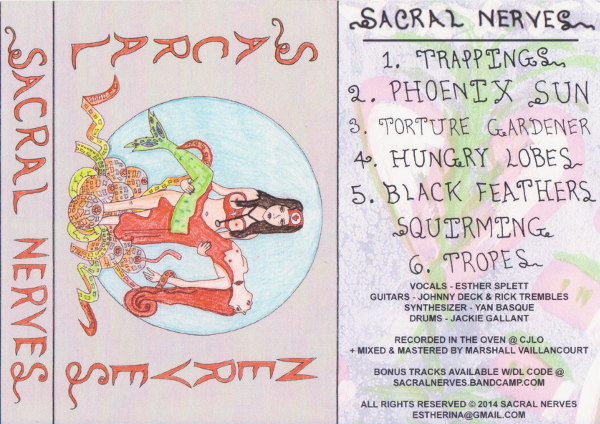 SACRAL NERVES
SACRAL
NERVES
SACRAL NERVES
1. TRAPPINGS
2. PHOENIX SUN
3. TORTURE GARDENER
4. HUNGRY LOBES
5. BLACK FEATHERS
SQUIRMING
6. TROPES
VOCALS - ESTHER SPLETT
GUITARS - JOHNNY DECK & RICK TREMBLES
SYNTHESIZER - YAN BASQUE
DRUMS - JACKIE GALLANT
RECORDED IN THE OVEN @ CJLO
+ MIXED & MASTERED BY MARSHALL VAILLANCOURT
BONUS TRACKS AVAILABLE W/DL CODE @
SACRALNERVES.BANDCAMP.COM
ALL RIGHTS RESERVED © 2014 SACRAL NERVES
ESTHERINA@GMAIL.COM